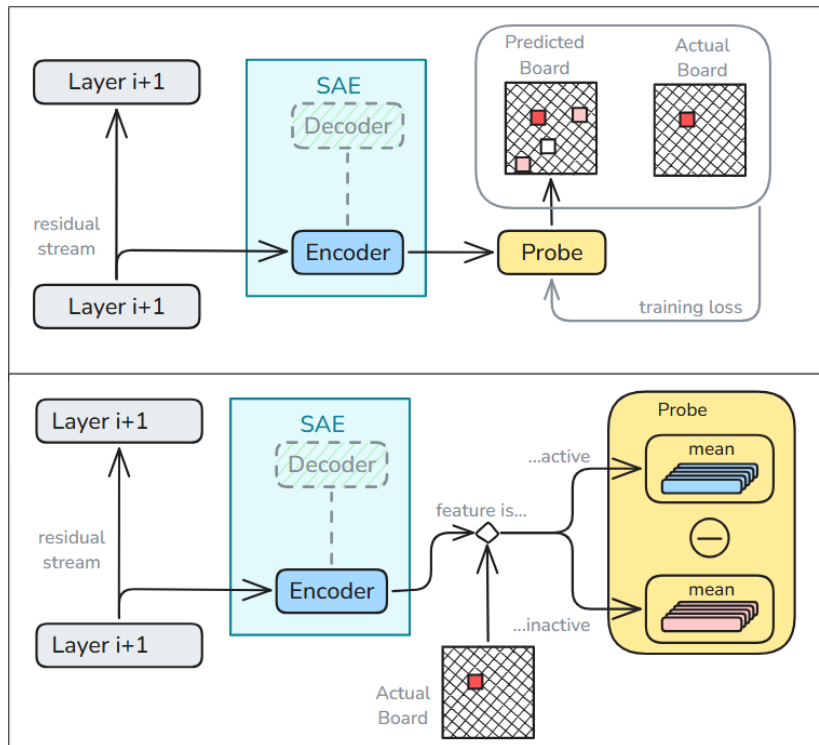 Layer i+1
residual
stream
Layer i+1
SAE
Decoder
Encoder
Probe
Predicted
Board
Actual
Board
training loss
Layer i+1
residual
stream
Layer i+1
SAE
Decoder
Encoder
feature is...
...active
...inactive
Actual
Board
Probe
mean
mean